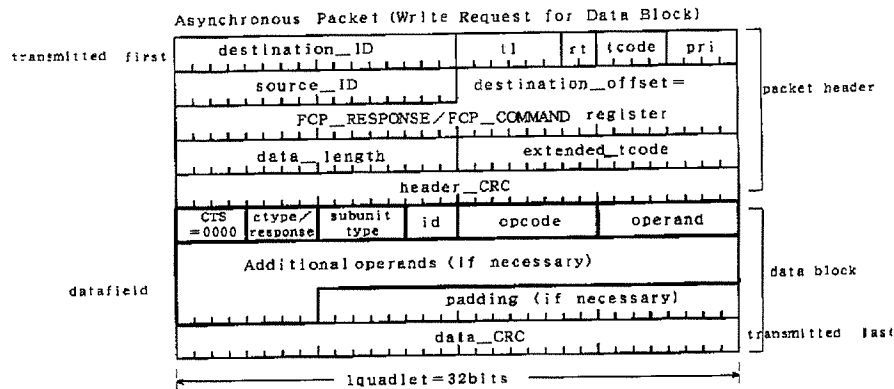 Asynchronous Packet (Write Request for Data Block)
transmitted first
destination_ID tl rt tcode pri
source_ID destination_offset=
packet header
FCP_RESPONSE/FCP_COMMAND register
data_length extended_tcode
header_CRC
CTS =0000 ctype/ response subunit type id opcode operand
Additional operands (if necessary)
datafield
data block
padding (if necessary)
data_CRC
transmitted last
1quadlet=32bits